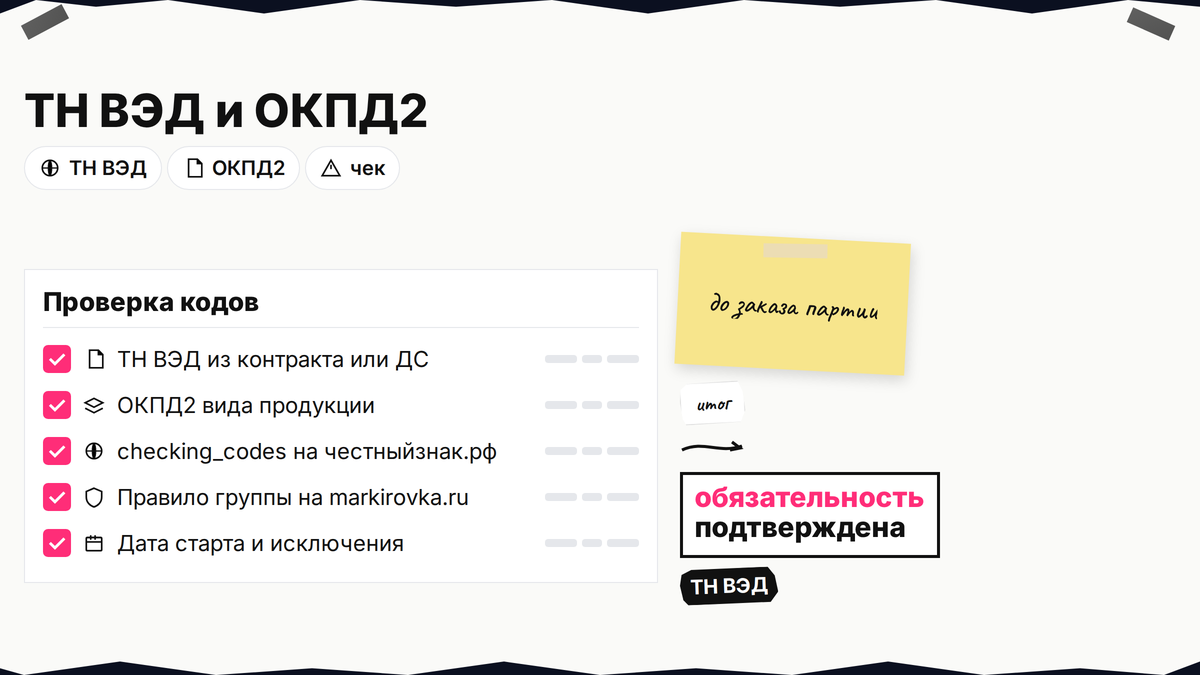 ТН ВЭД и ОКПД2
ТН ВЭД ОКПД2 чек
Проверка кодов
ТН ВЭД из контракта или ДС
ОКПД2 вида продукции
checking_codes на честныйзнак.рф
Правило группы на markirovka.ru
Дата старта и исключения
до заказа партии
итог
обязательность
подтверждена
ТН ВЭД